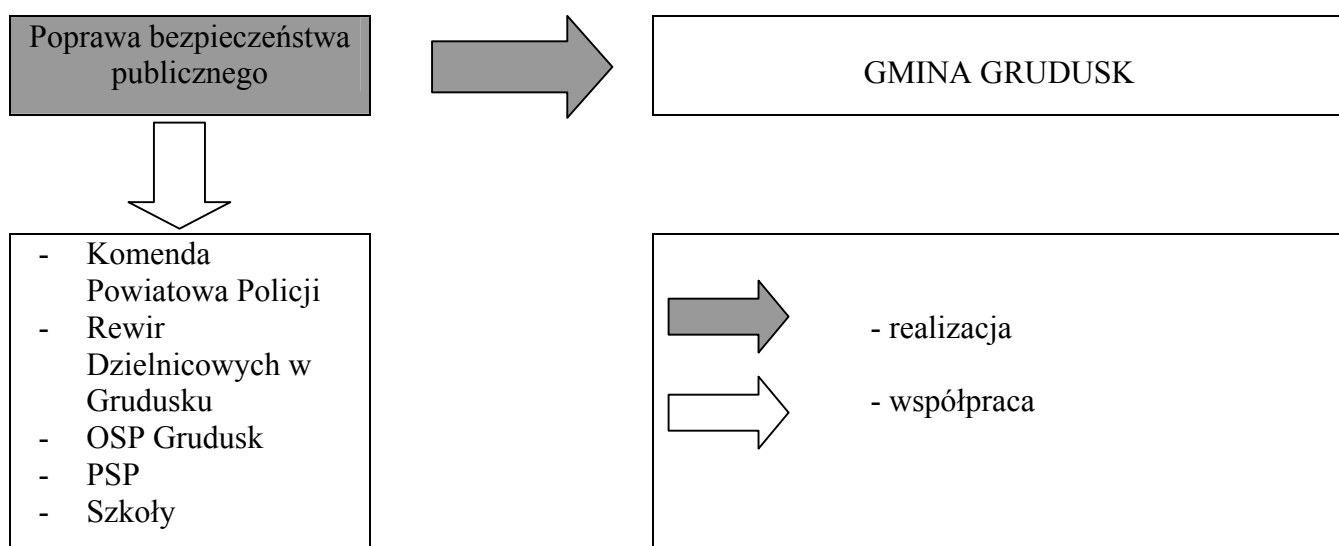 Poprawa bezpieczeństwa
publicznego
GMINA GRUDUSK
- Komenda
Powiatowa Policji
- Rewir
Dzielnicowych w
Grudusku
- OSP Grudusk
- PSP
- Szkoły
- realizacja
- współpraca